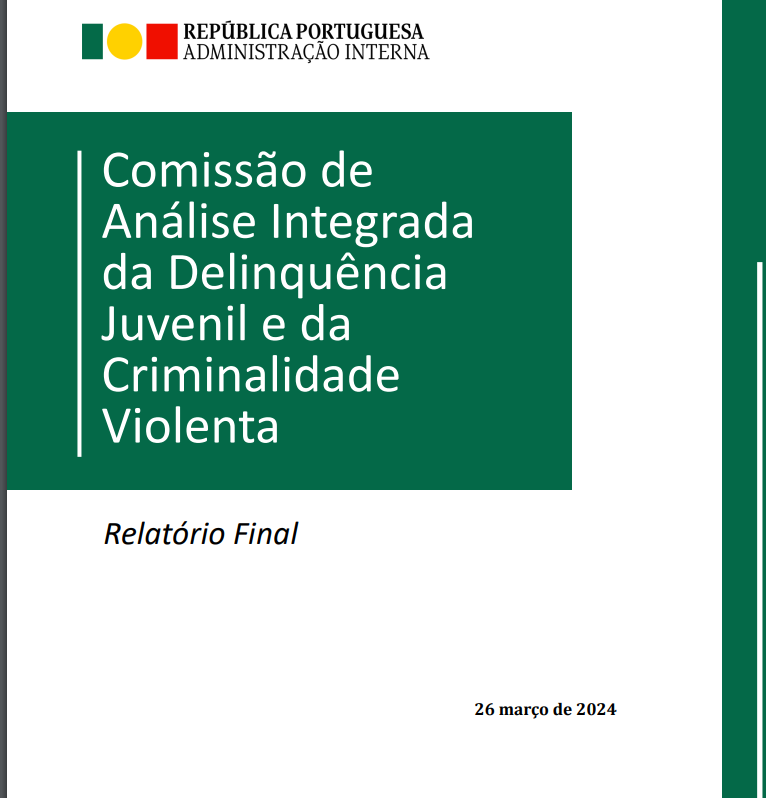 REPÚBLICA PORTUGUESA
ADMINISTRAÇÃO INTERNA
Comissão de
Análise Integrada
da Delinquência
Juvenil e da
Criminalidade
Violenta
Relatório Final
26 março de 2024